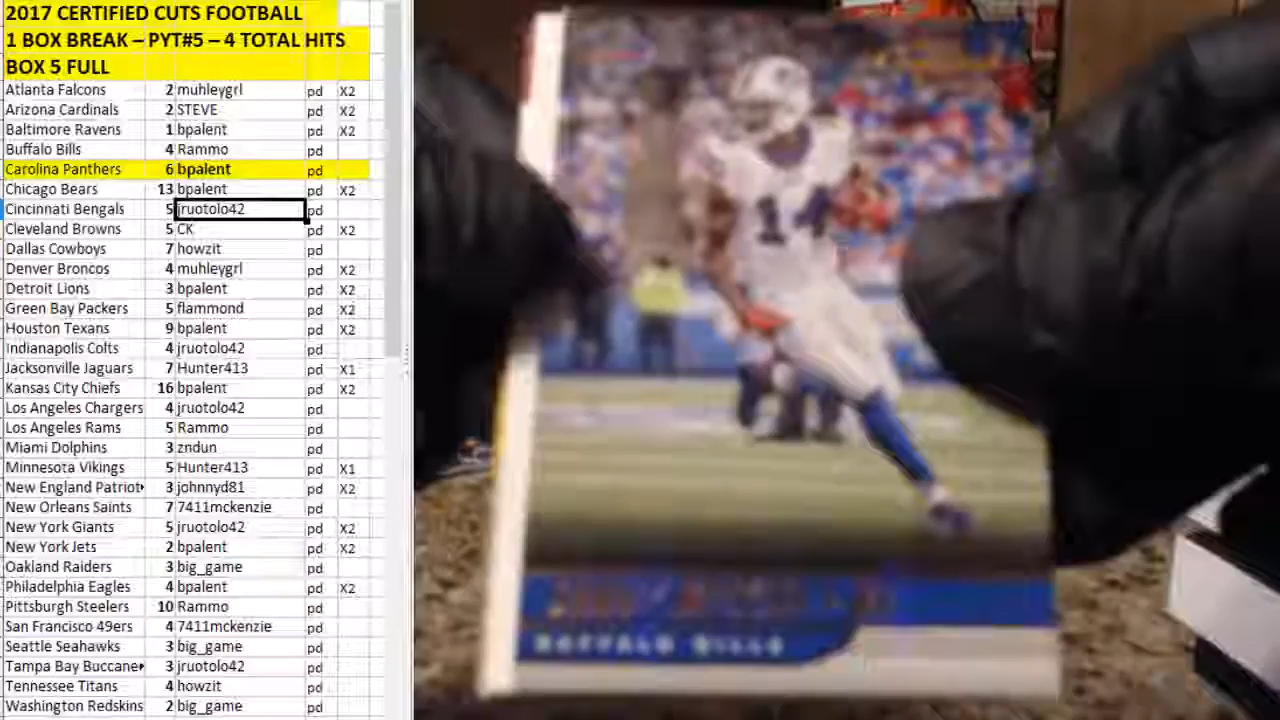 2017 CERTIFIED CUTS FOOTBALL
1 BOX BREAK – PYT#5 – 4 TOTAL HITS
BOX 5 FULL
Atlanta Falcons 2 muhleygrl pd X2
Arizona Cardinals 2 STEVE pd X2
Baltimore Ravens 1 bpalent pd X2
Buffalo Bills 4 Rammo pd
Carolina Panthers 6 bpalent pd
Chicago Bears 13 bpalent pd X2
Cincinnati Bengals 5 jruotolo42 pd
Cleveland Browns 5 CK pd X2
Dallas Cowboys 7 howzit pd
Denver Broncos 4 muhleygrl pd X2
Detroit Lions 3 bpalent pd X2
Green Bay Packers 5 flammond pd X2
Houston Texans 9 bpalent pd X2
Indianapolis Colts 4 jruotolo42 pd
Jacksonville Jaguars 7 Hunter413 pd X1
Kansas City Chiefs 16 bpalent pd X2
Los Angeles Chargers 4 jruotolo42 pd
Los Angeles Rams 5 Rammo pd
Miami Dolphins 3 zndun pd
Minnesota Vikings 5 Hunter413 pd X1
New England Patriot 3 johnnyd81 pd X2
New Orleans Saints 7 7411mckenzie pd
New York Giants 5 jruotolo42 pd X2
New York Jets 2 bpalent pd X2
Oakland Raiders 3 big_game pd
Philadelphia Eagles 4 bpalent pd X2
Pittsburgh Steelers 10 Rammo pd
San Francisco 49ers 4 7411mckenzie pd
Seattle Seahawks 3 big_game pd
Tampa Bay Buccane 3 jruotolo42 pd
Tennessee Titans 4 howzit pd
Washington Redskins 2 big_game pd
14
BUFFALO BILLS